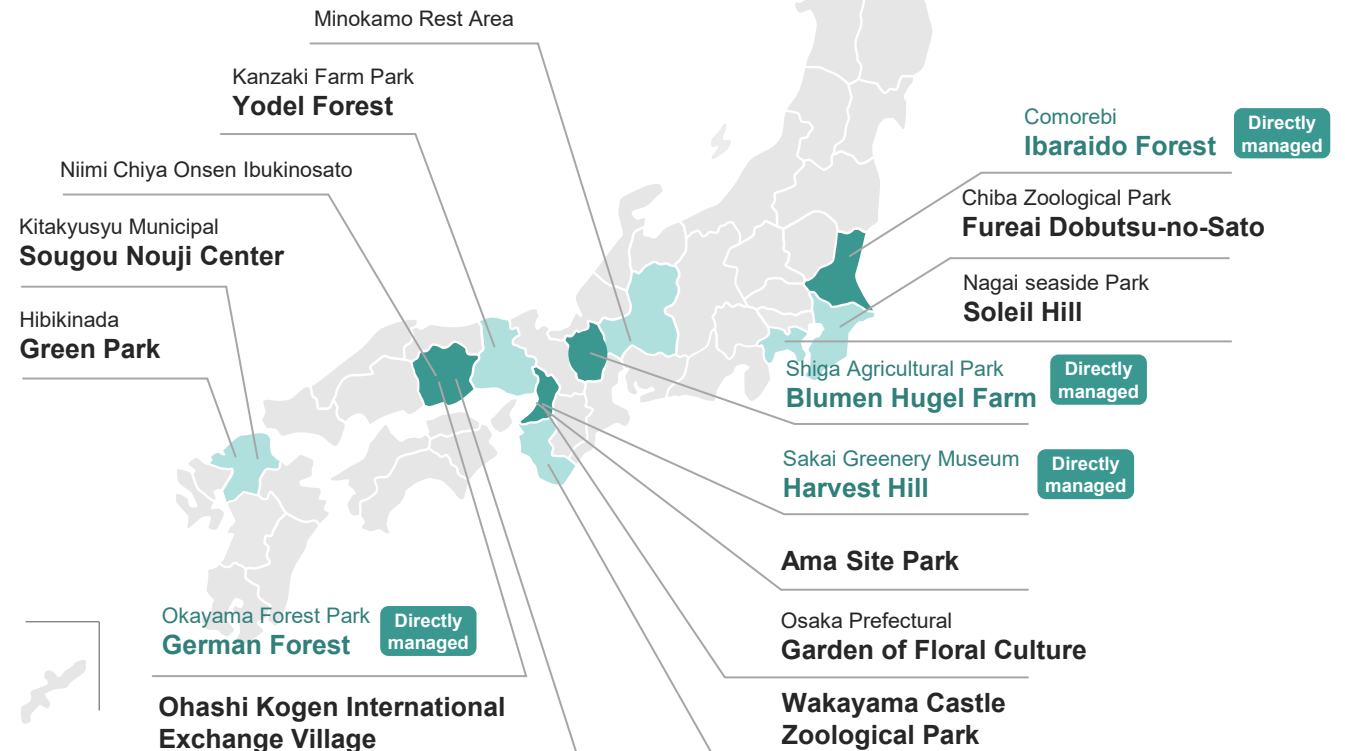 Minokamo Rest Area
Kanzaki Farm Park
Yodel Forest
Niimi Chiya Onsen Ibukinosato
Kitakyusyu Municipal
Sougou Nouji Center
Hibikinada
Green Park
Comorebi
Ibaraido Forest
Directly
managed
Chiba Zoological Park
Fureai Dobutsu-no-Sato
Nagai seaside Park
Soleil Hill
Shiga Agricultural Park
Blumen Hugel Farm
Directly
managed
Sakai Greenery Museum
Harvest Hill
Directly
managed
Ama Site Park
Osaka Prefectural
Garden of Floral Culture
Wakayama Castle
Zoological Park
Okayama Forest Park
German Forest
Directly
managed
Ohashi Kogen International
Exchange Village